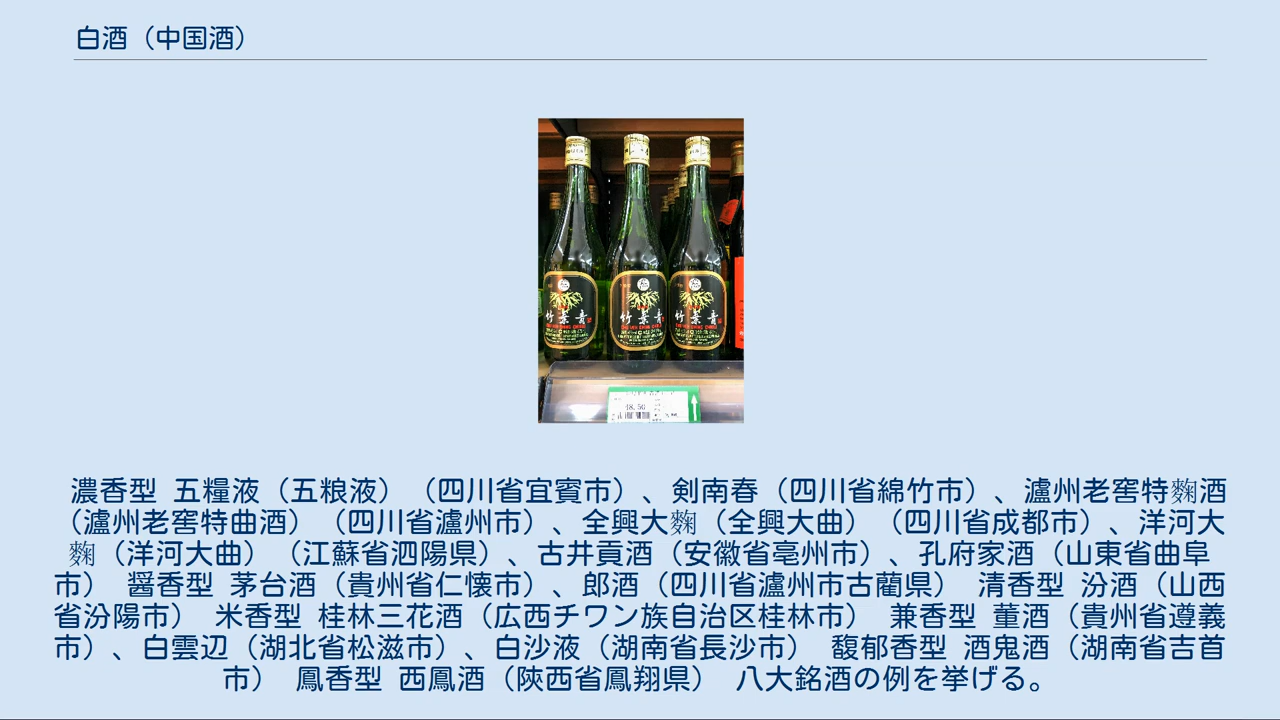 白酒（中国酒）
竹 葉 青
竹 葉 青
竹 葉 青
濃香型 五糧液（五粮液）（四川省宜賓市）、剣南春（四川省綿竹市）、瀘州老窖特麴酒
（瀘州老窖特曲酒）（四川省瀘州市）、全興大麴（全興大曲）（四川省成都市）、洋河大
麴（洋河大曲）（江蘇省泗陽県）、古井貢酒（安徽省亳州市）、孔府家酒（山東省曲阜
市） 醤香型 茅台酒（貴州省仁懐市）、郎酒（四川省瀘州市古藺県） 清香型 汾酒（山西
省汾陽市） 米香型 桂林三花酒（広西チワン族自治区桂林市） 兼香型 董酒（貴州省遵義
市）、白雲辺（湖北省松滋市）、白沙液（湖南省長沙市） 馥郁香型 酒鬼酒（湖南省吉首
市） 鳳香型 西鳳酒（陝西省鳳翔県） 八大銘酒の例を挙げる。